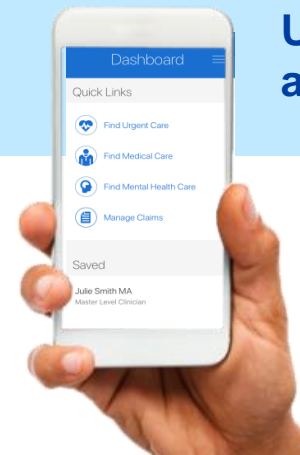 U
a
Dashboard
Quick Links
Find Urgent Care
Find Medical Care
Find Mental Health Care
Manage Claims
Saved
Julie Smith MA
Master Level Clinician